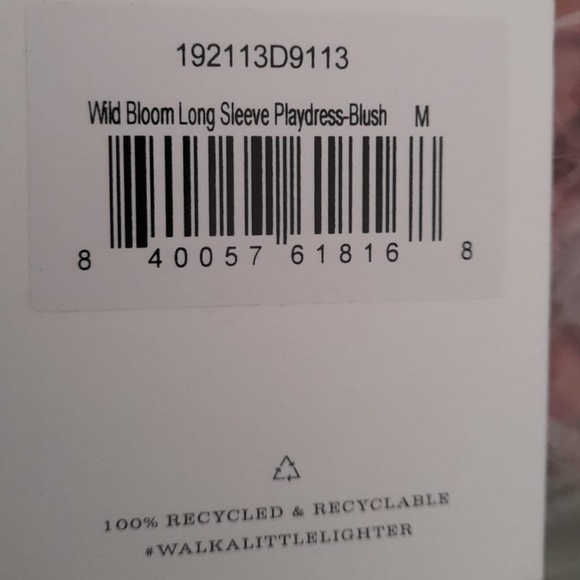 192113D9113
Wild Bloom Long Sleeve Playdress-Blush M
8 40057 61816 8
100% RECYCLED & RECYCLABLE
#WALKALITTLELIGHTER